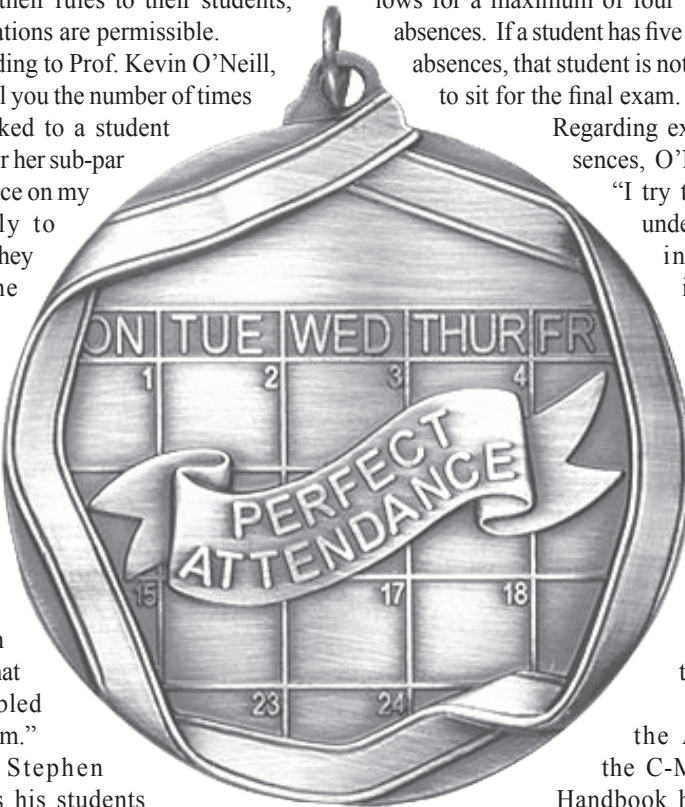 their rules to their students,
ations are permissible.
ding to Prof. Kevin O’Neill,
l you the number of times
ked to a student
r her sub-par
ce on my
ly to
hey
ne
m.”
Stephen
s his students
ON TUE WED THUR FR
1 2 3 4
PERFECT
ATTENDANCE
15 17 18
23 24
lows for a maximum of four
absences. If a student has five
absences, that student is not
to sit for the final exam.
Regarding ex
sences, O’
“I try t
unde
in
the A
the C-M
Handbook h